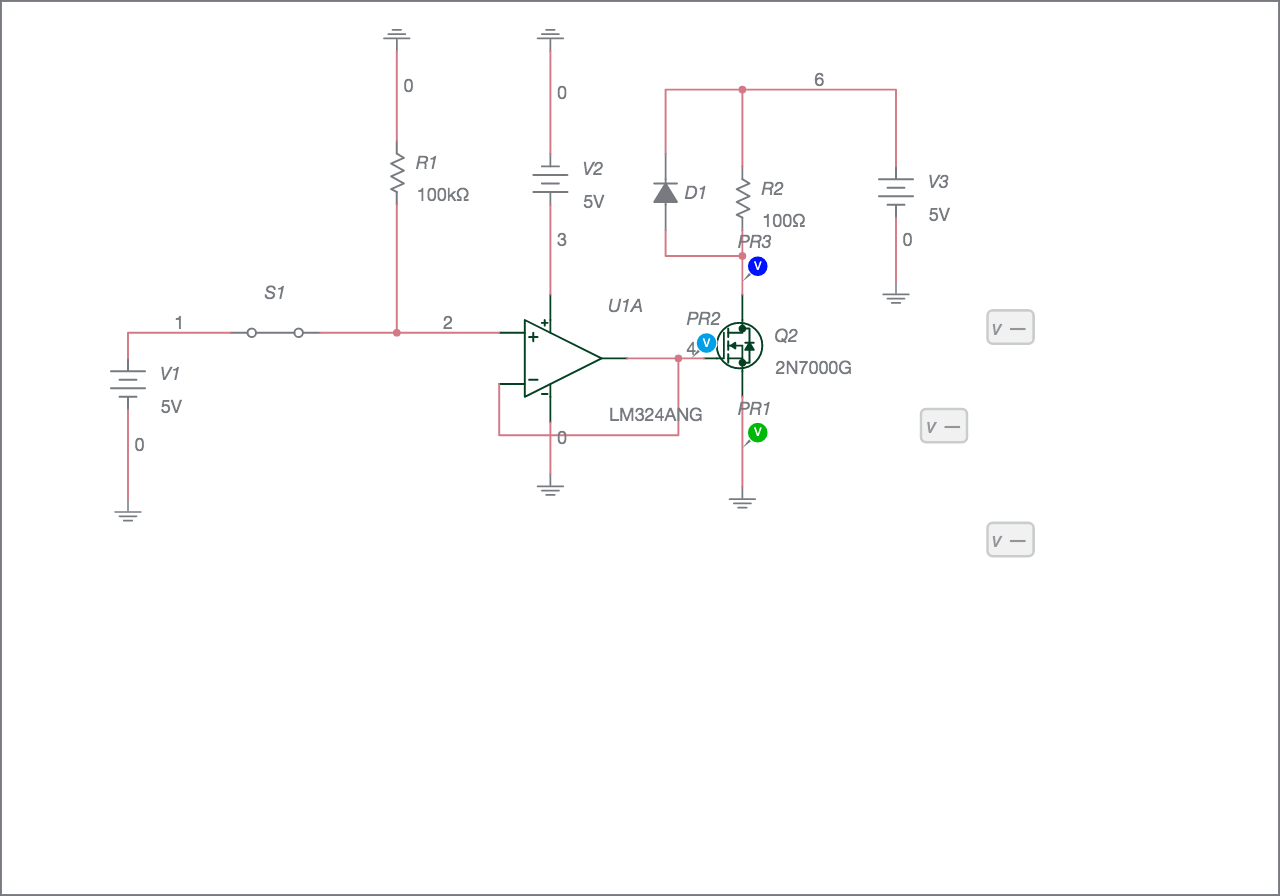 0
0
6
R1
100kΩ
V2
5V
D1
R2
100Ω
V3
5V
3
0
PR3
V
S1
U1A
1
2
+
+
−
-
PR2
V
4
Q2
2N7000G
V —
V1
5V
LM324ANG
PR1
V
V —
0
0
V —